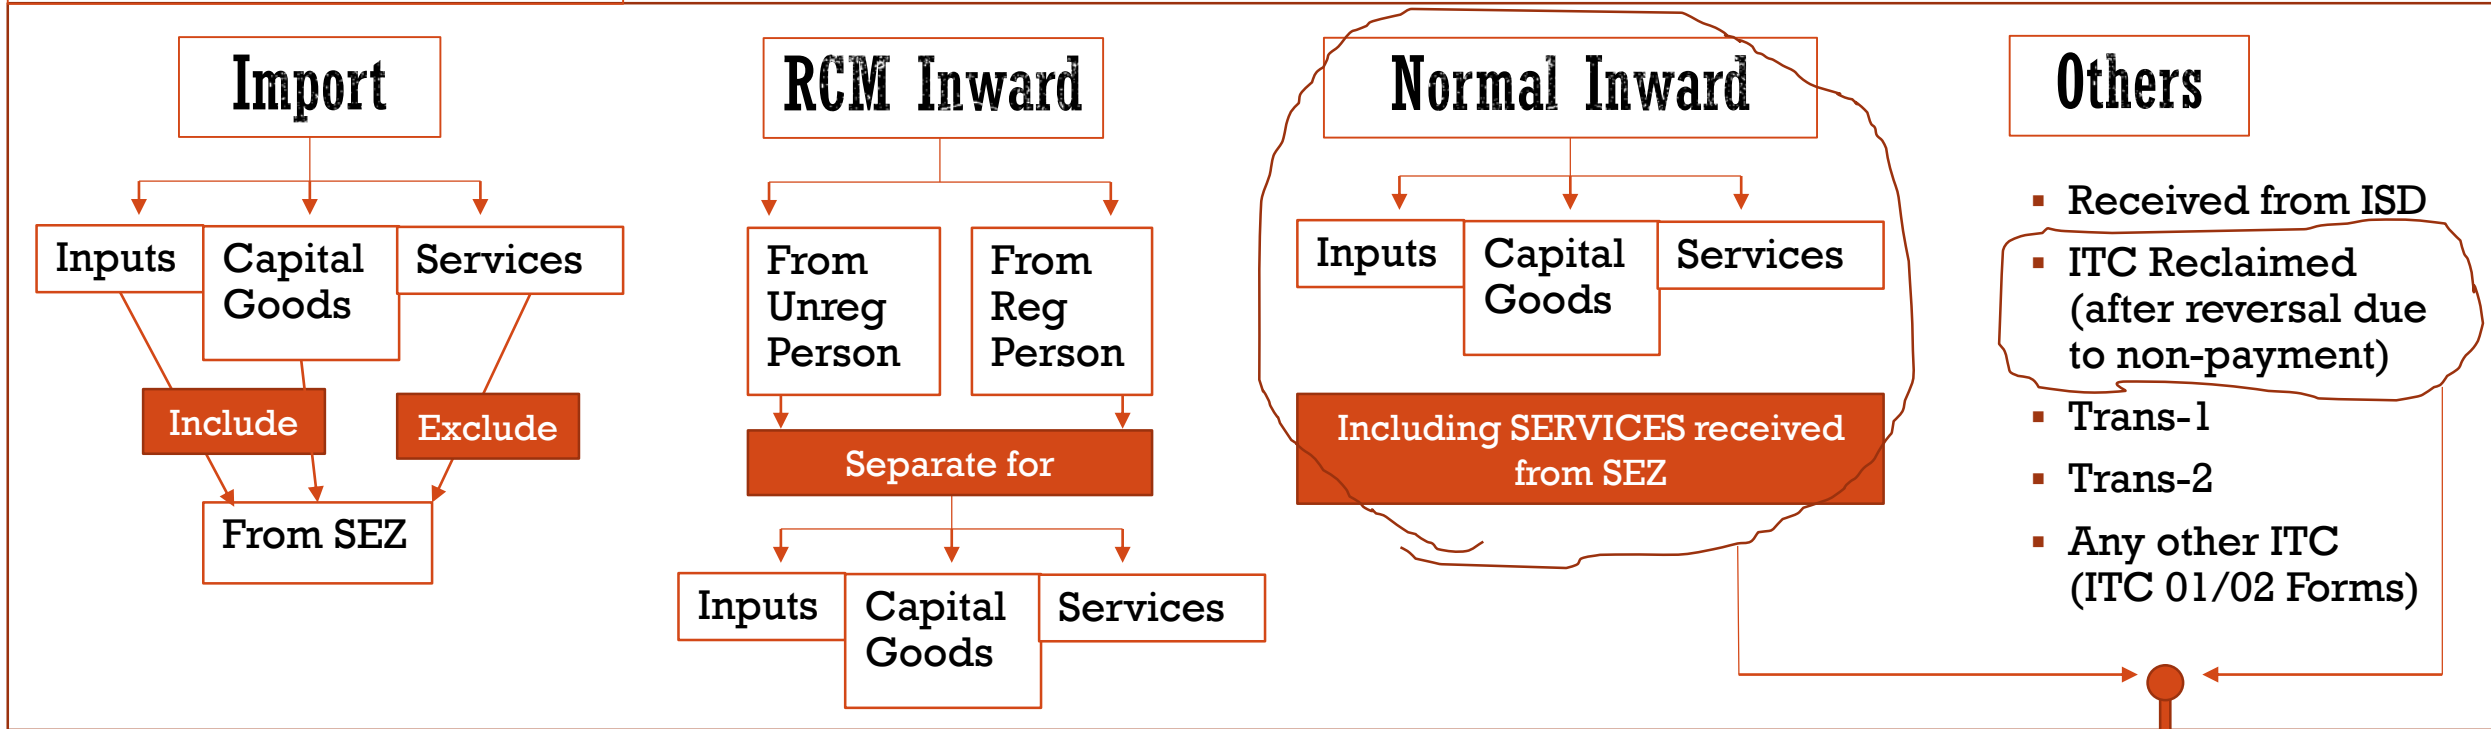 Import
Inputs
Capital
Goods
Services
Include
Exclude
From SEZ
RCM Inward
From
Unreg
Person
From
Reg
Person
Separate for
Inputs
Capital
Goods
Services
Normal Inward
Inputs
Capital
Goods
Services
Including SERVICES received
from SEZ
Others
▪ Received from ISD
▪ ITC Reclaimed
(after reversal due
to non-payment)
▪ Trans-1
▪ Trans-2
▪ Any other ITC
(ITC 01/02 Forms)